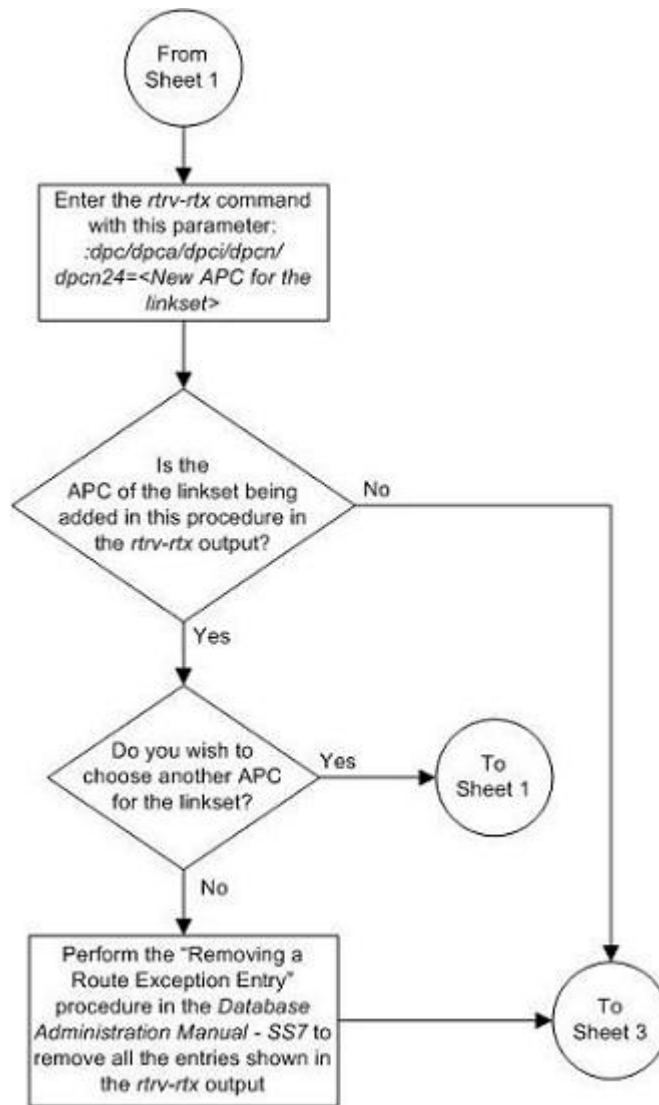 From
Sheet 1
Enter the rtrv-rtx command
with this parameter:
:dpc/dpca/dpci/dpcn/
dpcn24=<New APC for the
linkset>
Is the
APC of the linkset being
added in this procedure in
the rtrv-rtx output?
No
Yes
Do you wish to
choose another APC
for the linkset?
Yes
To
Sheet 1
No
Perform the “Removing a
Route Exception Entry”
procedure in the Database
Administration Manual - SS7 to
remove all the entries shown in
the rtrv-rtx output
To
Sheet 3